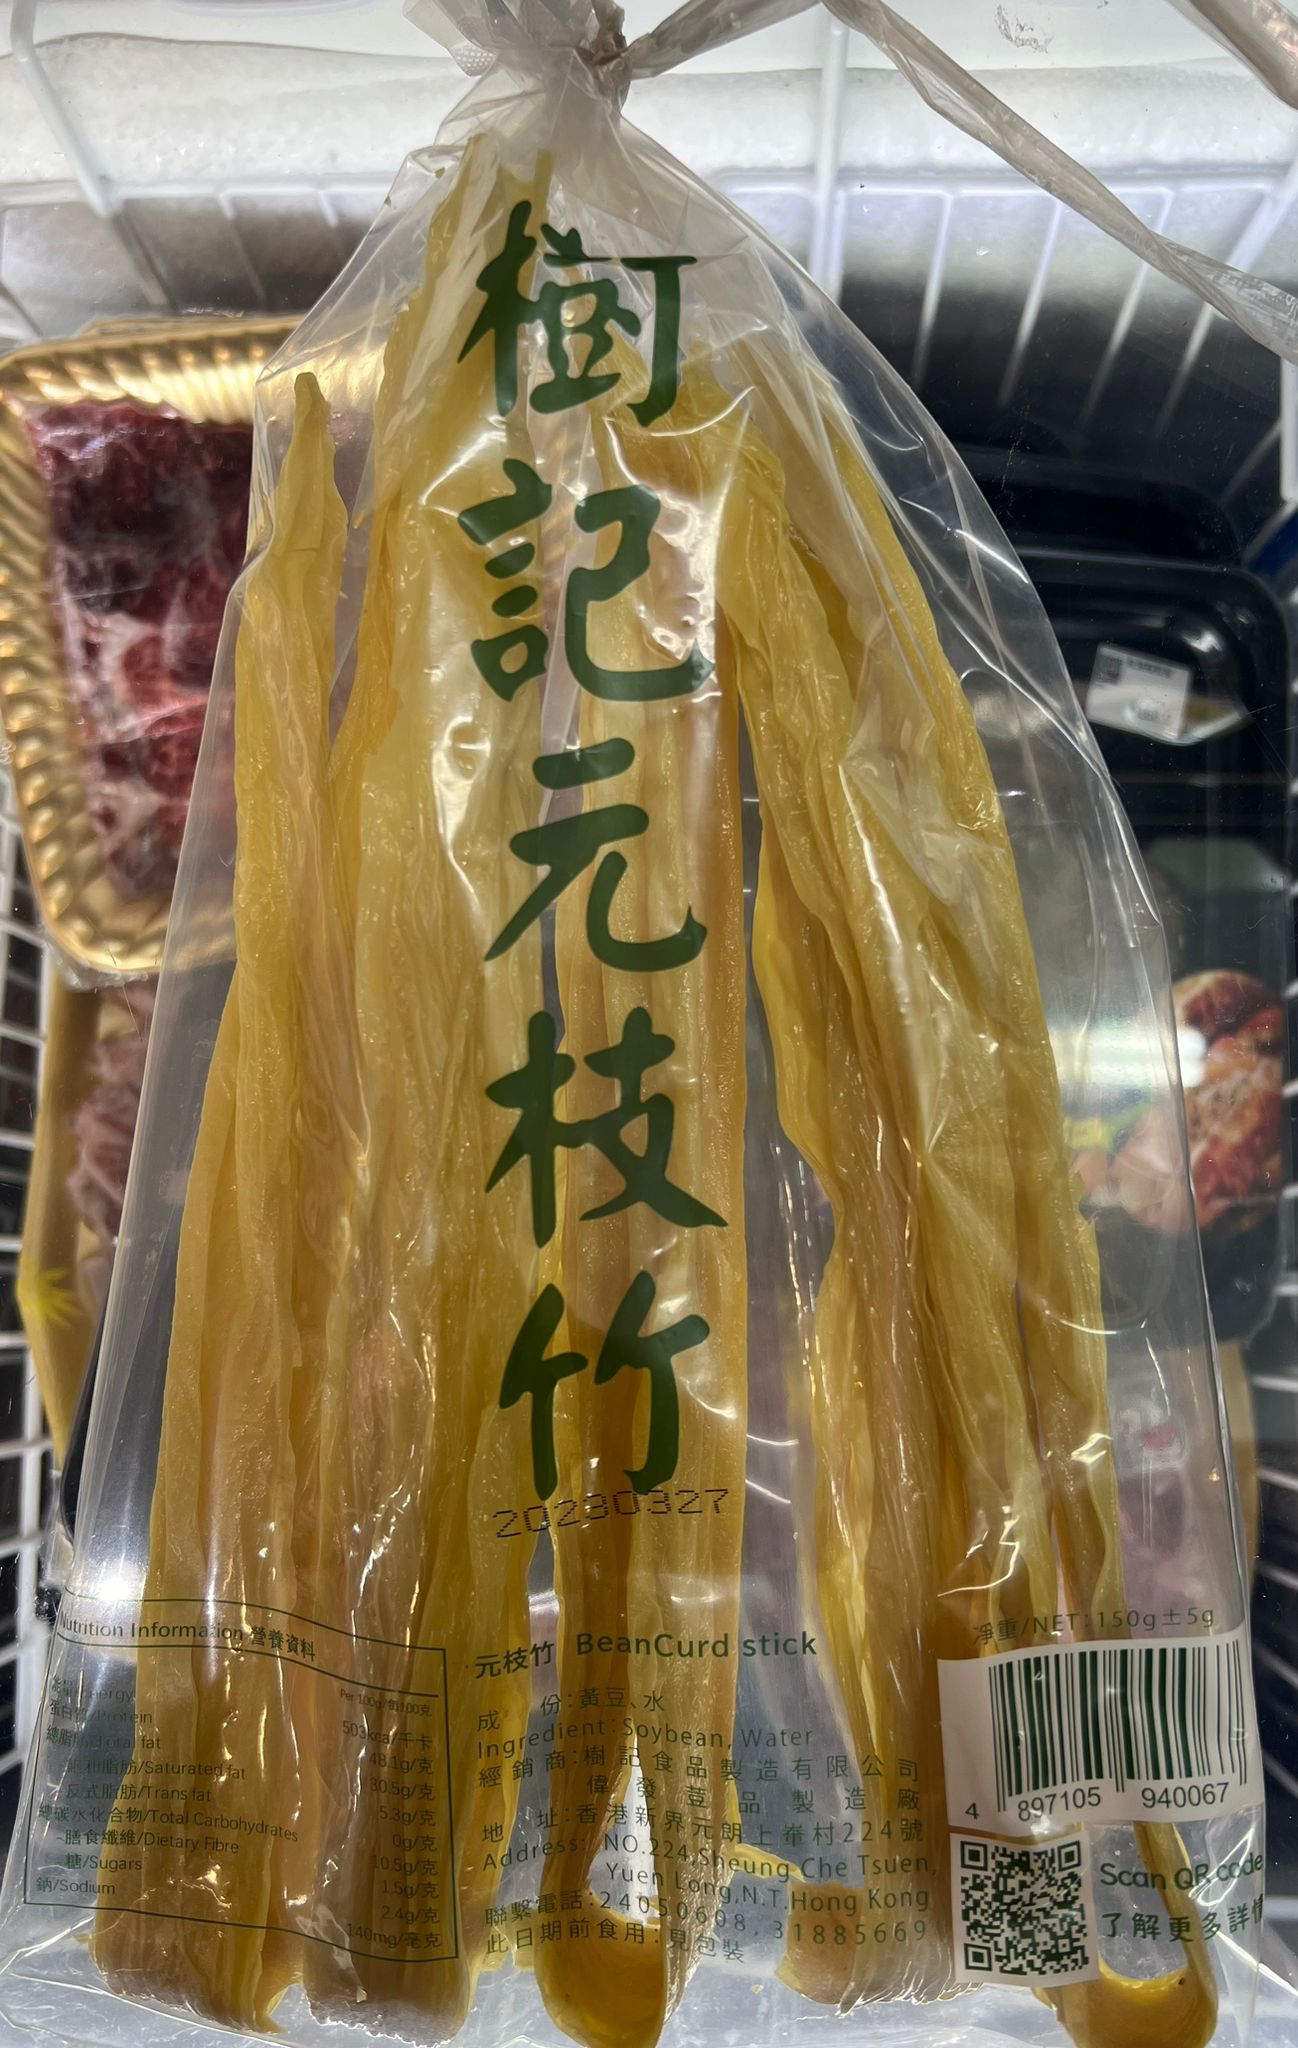 樹記元枝竹
20230327
Nutrition Information 營養資料
Per 100g/每100克
503kcal/千卡
蛋白質/Protein 48.1g/克
總脂肪/Total fat 30.5g/克
飽和脂肪/Saturated fat 5.3g/克
反式脂肪/Trans fat 0g/克
總碳水化合物/Total Carbohydrates 10.5g/克
-膳食纖維/Dietary Fibre 1.5g/克
糖/Sugars 2.4g/克
鈉/Sodium 140mg/毫克
元枝竹 BeanCurd stick
成 份:黃豆、水
Ingredient:Soybean, Water
經銷商:樹記食品製造有限公司
偉發荳品製造廠
地 址:香港新界元朗上輋村224號
Address: NO.224,Sheung Che Tsuen,
Yuen Long,N.T.Hong Kong
聯繫電話:24050608,31885669
此日期前食用:見包裝
淨重/NET:150g±5g
4 897105 940067
Scan QR code
了解更多詳情